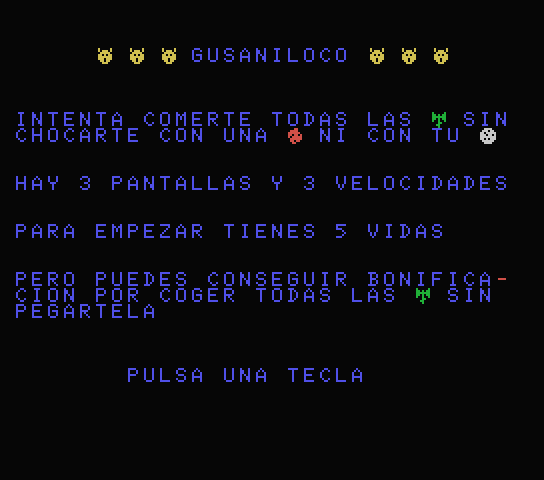 GUSANILOCO
INTENTA COMERTE TODAS LAS SIN
CHOCARTE CON UNA NI CON TU
HAY 3 PANTALLAS Y 3 VELOCIDADES
PARA EMPEZAR TIENES 5 VIDAS
PERO PUEDES CONSEGUIR BONIFICA-
CION POR COGER TODAS LAS SIN
PEGARTELA
PULSA UNA TECLA